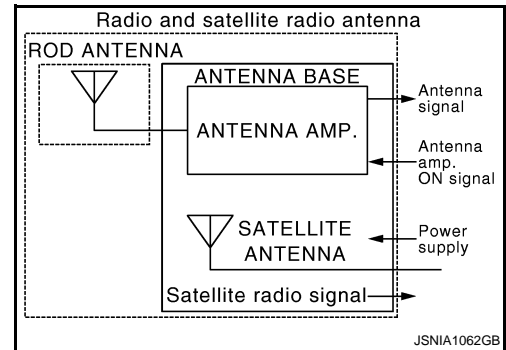 Radio and satellite radio antenna
ROD ANTENNA
ANTENNA BASE
ANTENNA AMP.
Antenna
signal
Antenna
amp.
ON signal
SATELLITE
ANTENNA
Power
supply
Satellite radio signal
JSNIA1062GB